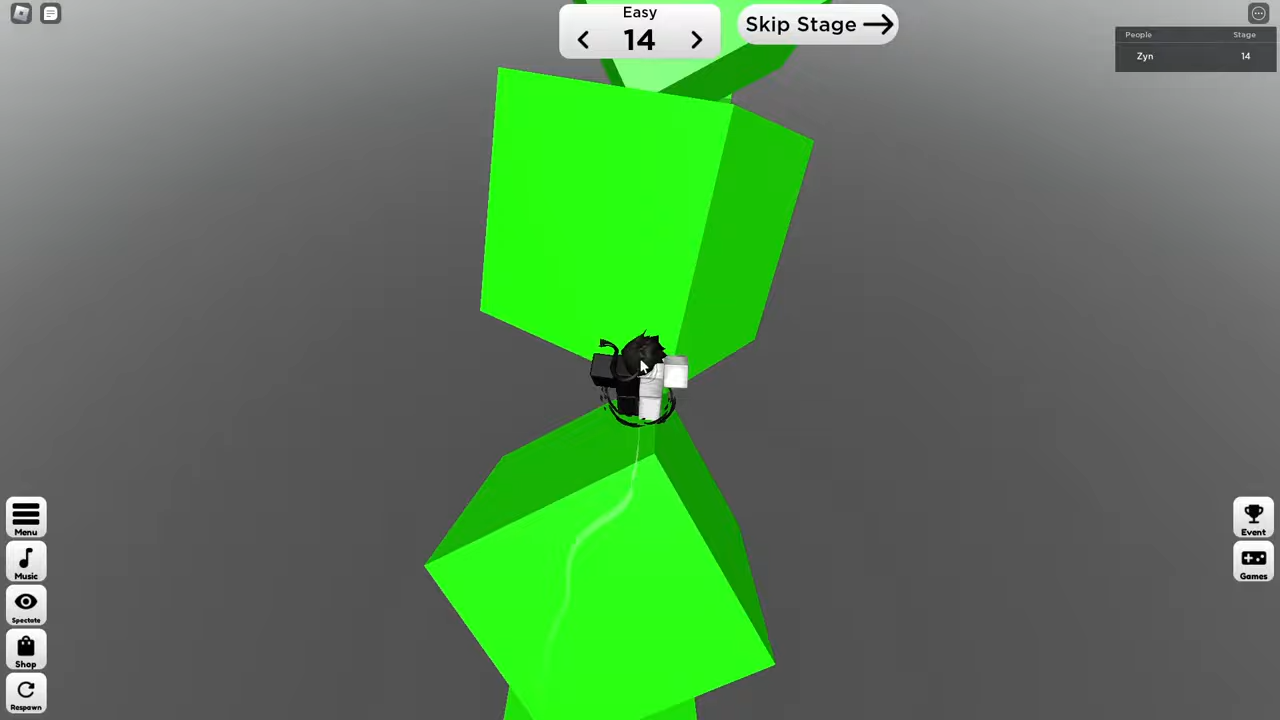 Easy
14
Skip Stage
People Stage
Zyn 14
Menu
Music
Spectate
Shop
Respawn
Event
Games